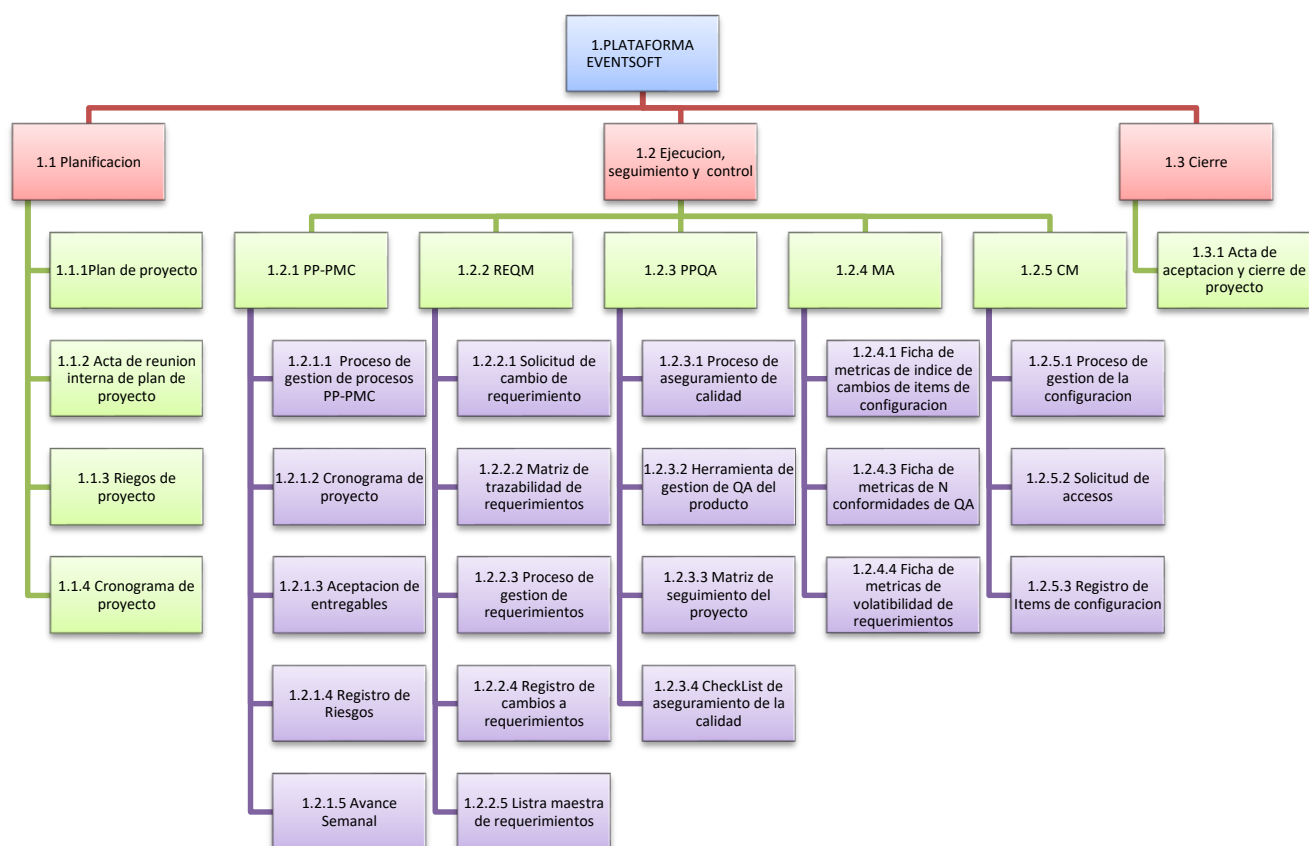 1.PLATAFORMA
EVENTSOFT
1.1 Planificacion
1.2 Ejecucion,
seguimiento y control
1.3 Cierre
1.1.1Plan de proyecto
1.1.2 Acta de reunion
interna de plan de
proyecto
1.1.3 Riegos de
proyecto
1.1.4 Cronograma de
proyecto
1.2.1 PP-PMC
1.2.1.1 Proceso de
gestion de procesos
PP-PMC
1.2.1.2 Cronograma
de proyecto
1.2.1.3 Aceptacion de
entregables
1.2.1.4 Registro de
Riesgos
1.2.1.5 Avance
Semanal
1.2.2 REQM
1.2.2.1 Solicitud de
cambio de
requerimiento
1.2.2.2 Matriz de
trazabilidad de
requerimientos
1.2.2.3 Proceso de
gestion de
requerimientos
1.2.2.4 Registro de
cambios a
requerimientos
1.2.2.5 Listra maestra
de requerimientos
1.2.3 PPQA
1.2.3.1 Proceso de
aseguramiento de
calidad
1.2.3.2 Herramienta de
gestion de QA del
producto
1.2.3.3 Matriz de
seguimiento del
proyecto
1.2.3.4 CheckList de
aseguramiento de la
calidad
1.2.4 MA
1.2.4.1 Ficha de
metricas de indice de
cambios de items de
configuracion
1.2.4.3 Ficha de
metricas de N
conformidades de QA
1.2.4.4 Ficha de
metricas de
volatibilidad de
requerimientos
1.2.5 CM
1.2.5.1 Proceso de
gestion de la
configuracion
1.2.5.2 Solicitud de
accesos
1.2.5.3 Registro de
Items de configuracion
1.3.1 Acta de
aceptacion y cierre de
proyecto